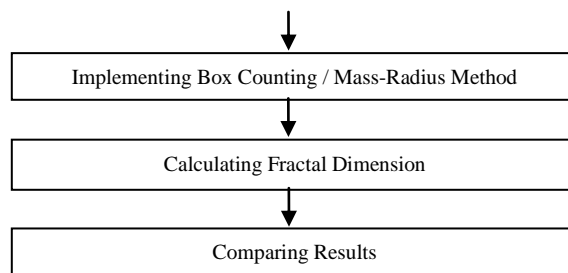 Implementing Box Counting / Mass-Radius Method
Calculating Fractal Dimension
Comparing Results